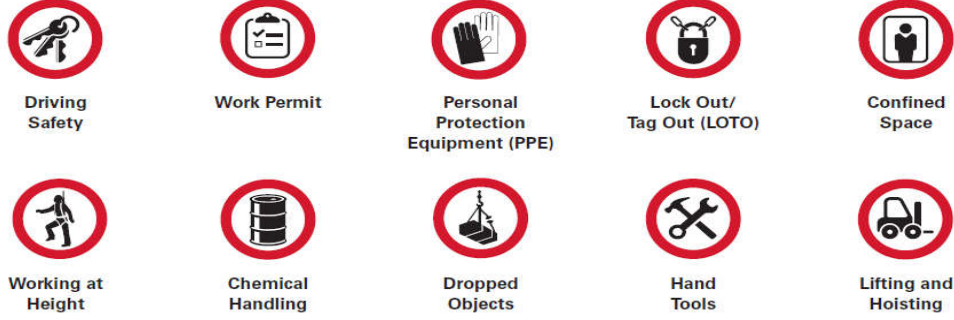 Driving
Safety
Work Permit
Personal
Protection
Equipment (PPE)
Lock Out/
Tag Out (LOTO)
Confined
Space
Working at
Height
Chemical
Handling
Dropped
Objects
Hand
Tools
Lifting and
Hoisting